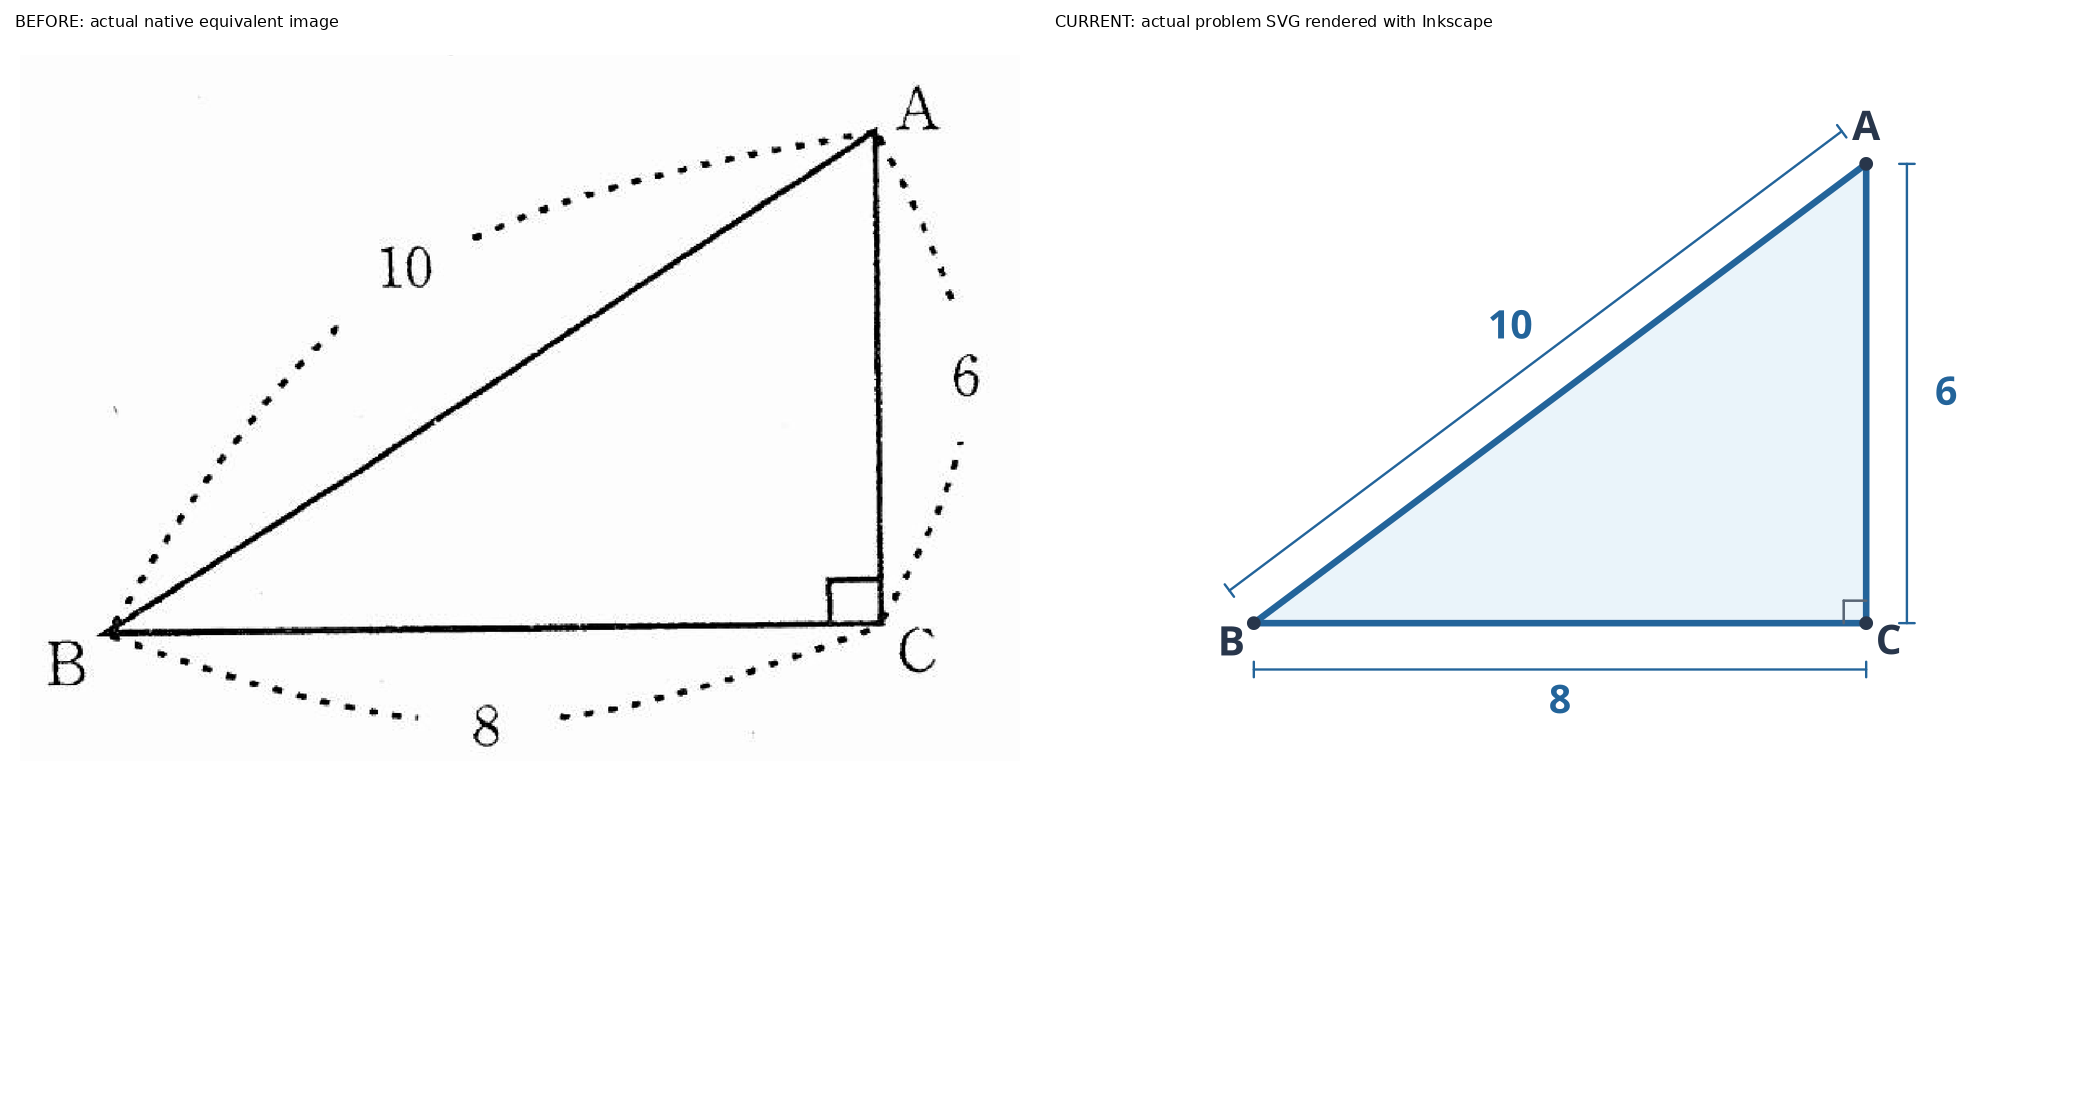 BEFORE: actual native equivalent image
A
10
6
B
C
8
CURRENT: actual problem SVG rendered with Inkscape
A
10
6
B
C
8